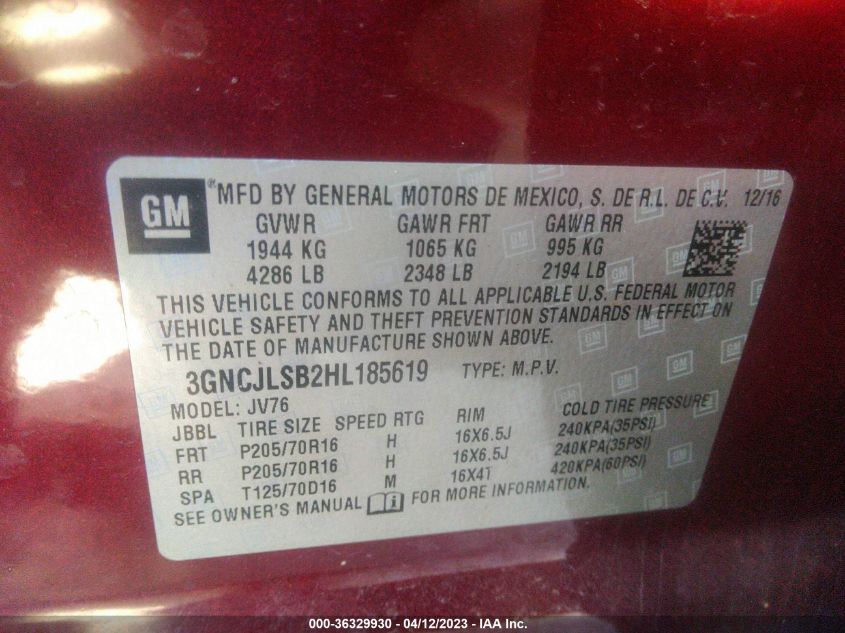 GM ® MFD BY GENERAL MOTORS DE MEXICO, S. DE R.L. DE C.V. 12/16
GVWR GAWR FRT GAWR RR
1944 KG 1065 KG 995 KG
4286 LB 2348 LB 2194 LB
THIS VEHICLE CONFORMS TO ALL APPLICABLE U.S. FEDERAL MOTOR
VEHICLE SAFETY AND THEFT PREVENTION STANDARDS IN EFFECT ON
THE DATE OF MANUFACTURE SHOWN ABOVE.
3GNCJLSB2HL185619 TYPE: M.P.V.
MODEL: JV76
JBBL TIRE SIZE SPEED RTG RIM COLD TIRE PRESSURE
FRT P205/70R16 H 16X6.5J 240KPA(35PSI)
RR P205/70R16 H 16X6.5J 240KPA(35PSI)
SPA T125/70D16 M 16X4T 420KPA(60PSI)
SEE OWNER'S MANUAL FOR MORE INFORMATION.
000-36329930 - 04/12/2023 - IAA Inc.